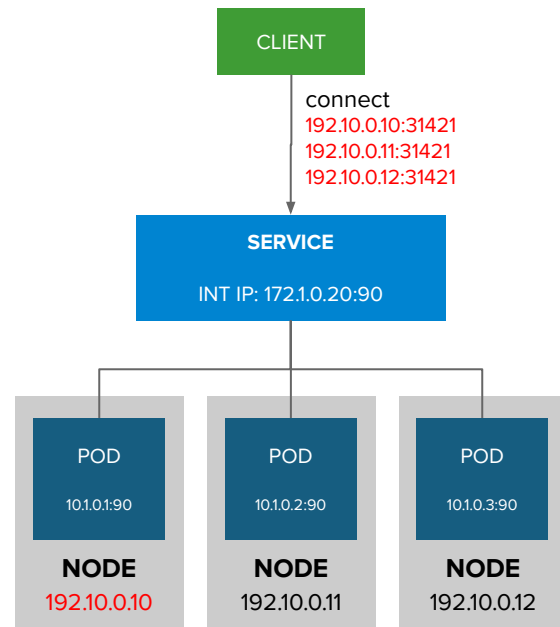 CLIENT
connect
192.10.0.10:31421
192.10.0.11:31421
192.10.0.12:31421
SERVICE
INT IP: 172.1.0.20:90
POD
10.1.0.1:90
NODE
192.10.0.10
POD
10.1.0.2:90
NODE
192.10.0.11
POD
10.1.0.3:90
NODE
192.10.0.12